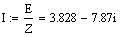 I := E/Z = 3.828 − 7.87i